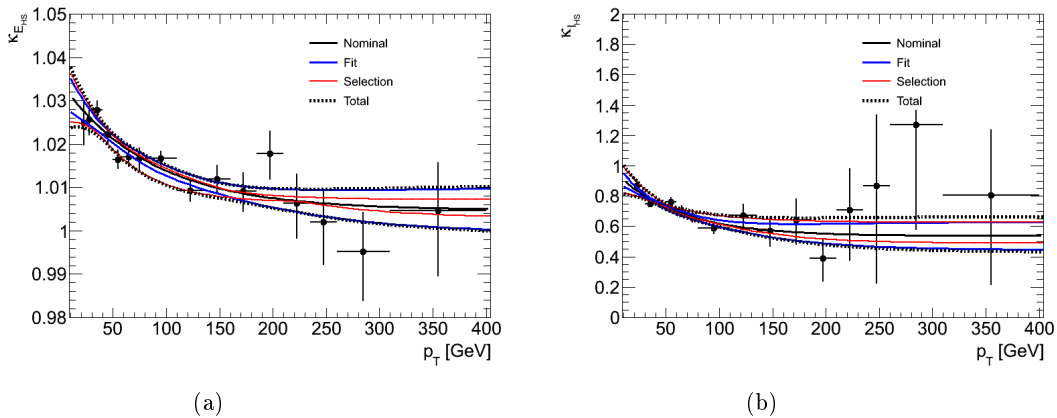 κ_E_HS
1.05
1.04
1.03
1.02
1.01
1
0.99
0.98
Nominal
Fit
Selection
Total
50 100 150 200 250 300 350 400
p_T [GeV]
(a)
κ_I_HS
2
1.8
1.6
1.4
1.2
1
0.8
0.6
0.4
0.2
0
Nominal
Fit
Selection
Total
50 100 150 200 250 300 350 400
p_T [GeV]
(b)